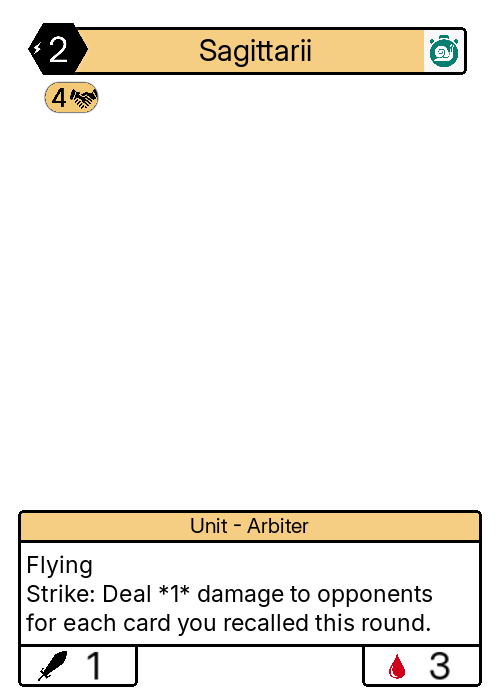 2 Sagittarii
4
Unit - Arbiter
Flying
Strike: Deal *1* damage to opponents
for each card you recalled this round.
1 3